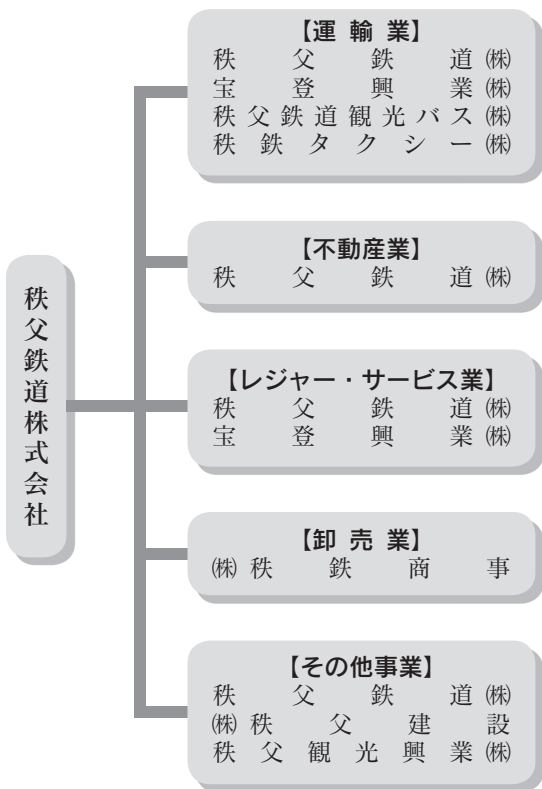 秩父鉄道株式会社
【運輸業】
秩父鉄道㈱
宝登興業㈱
秩父鉄道観光バス㈱
秩鉄タクシー㈱
【不動産業】
秩父鉄道㈱
【レジャー・サービス業】
秩父鉄道㈱
宝登興業㈱
【卸売業】
㈱秩鉄商事
【その他事業】
秩父鉄道㈱
㈱秩父建設
秩父観光興業㈱